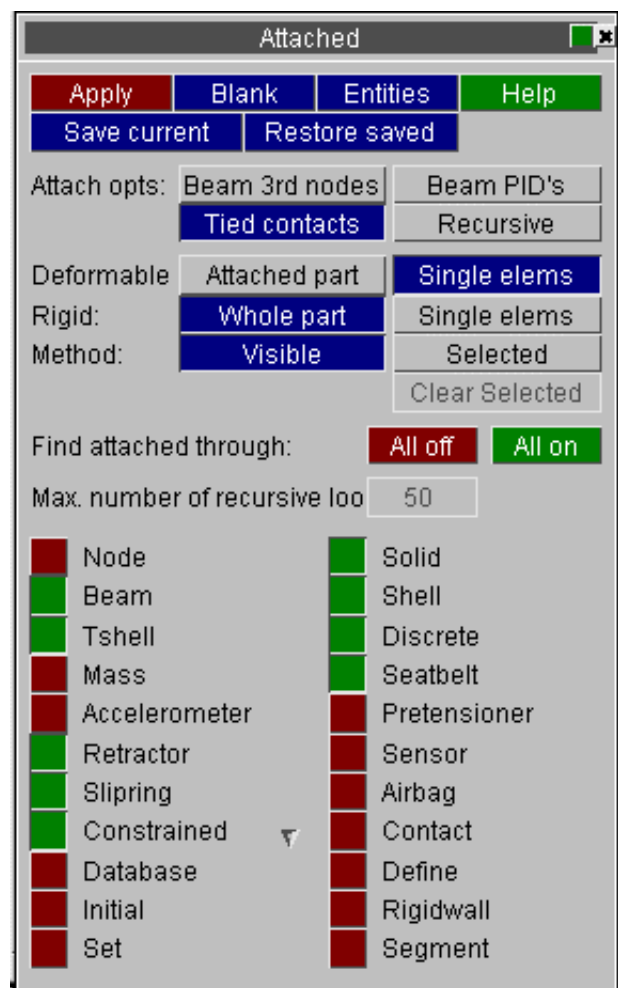 Attached
Apply Blank Entities Help
Save current Restore saved
Attach opts: Beam 3rd nodes Beam PID's
Tied contacts Recursive
Deformable Attached part Single elems
Rigid: Whole part Single elems
Method: Visible Selected
Clear Selected
Find attached through: All off All on
Max. number of recursive loo 50
Node Solid
Beam Shell
Tshell Discrete
Mass Seatbelt
Accelerometer Pretensioner
Retractor Sensor
Slipring Airbag
Constrained Contact
Database Define
Initial Rigidwall
Set Segment